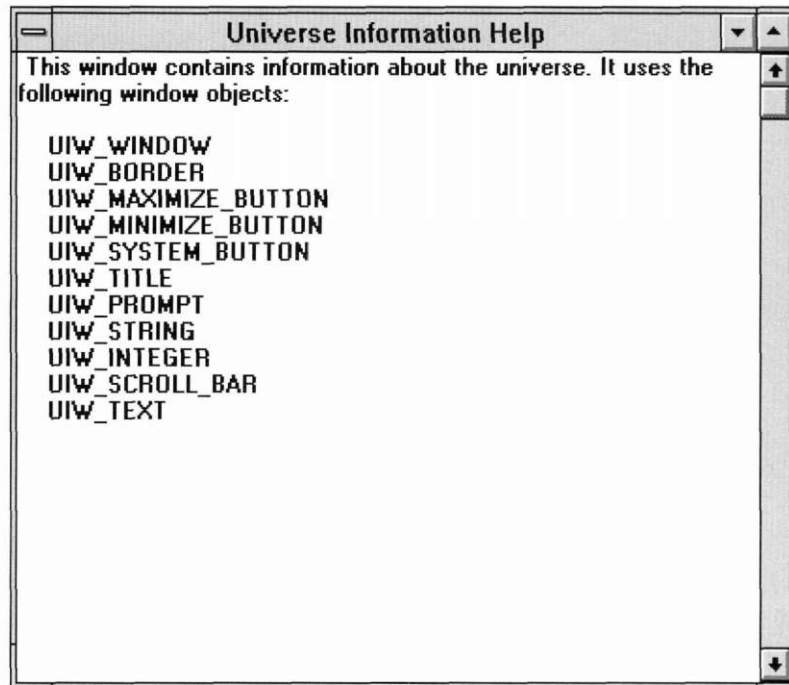 Universe Information Help
This window contains information about the universe. It uses the
following window objects:
UIW_WINDOW
UIW_BORDER
UIW_MAXIMIZE_BUTTON
UIW_MINIMIZE_BUTTON
UIW_SYSTEM_BUTTON
UIW_TITLE
UIW_PROMPT
UIW_STRING
UIW_INTEGER
UIW_SCROLL_BAR
UIW_TEXT